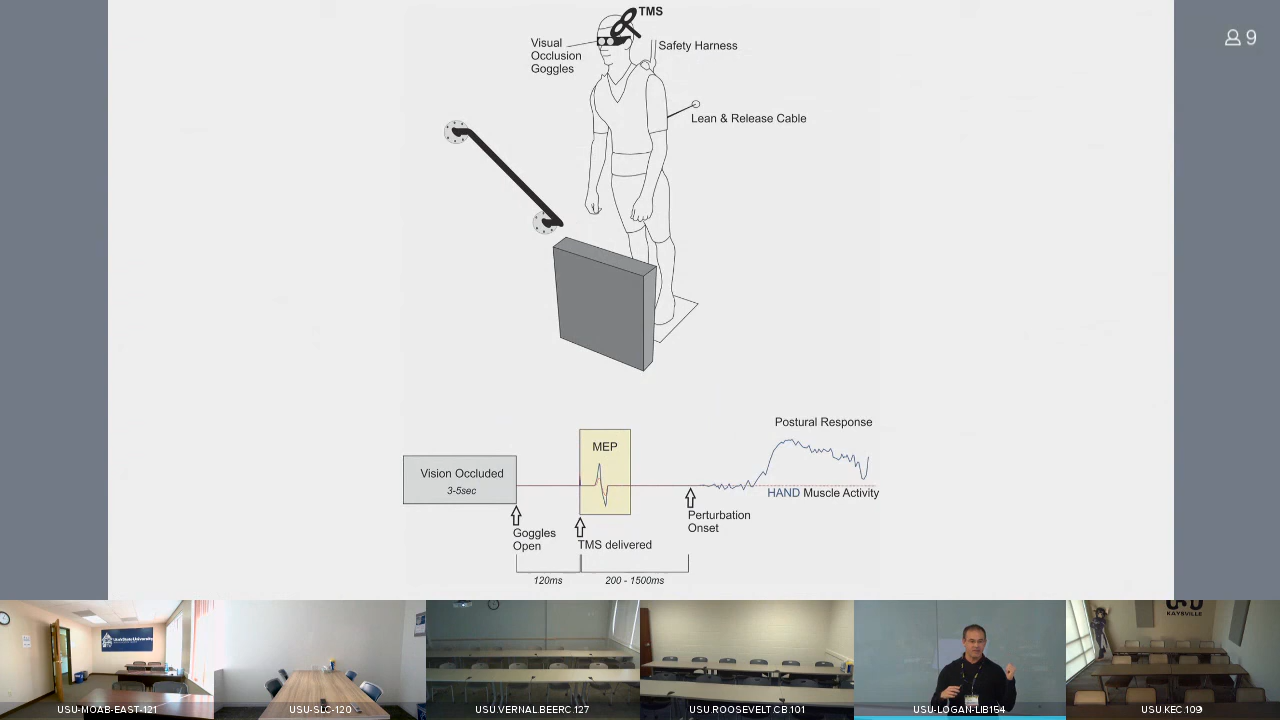 TMS
Visual
Occlusion
Goggles
Safety Harness
Lean & Release Cable
9
Postural Response
MEP
Vision Occluded
3-5sec
HAND Muscle Activity
Goggles
Open
TMS delivered
Perturbation
Onset
120ms
200 - 1500ms
UtahStateUniversity
KAYSVILLE
USU-MOAB-EAST-121
USU-SLC-120
USU.VERNAL.BEERC.127
USU.ROOSEVELT.CB.101
USU-LOGAN-LIB154
USU.KEC.109